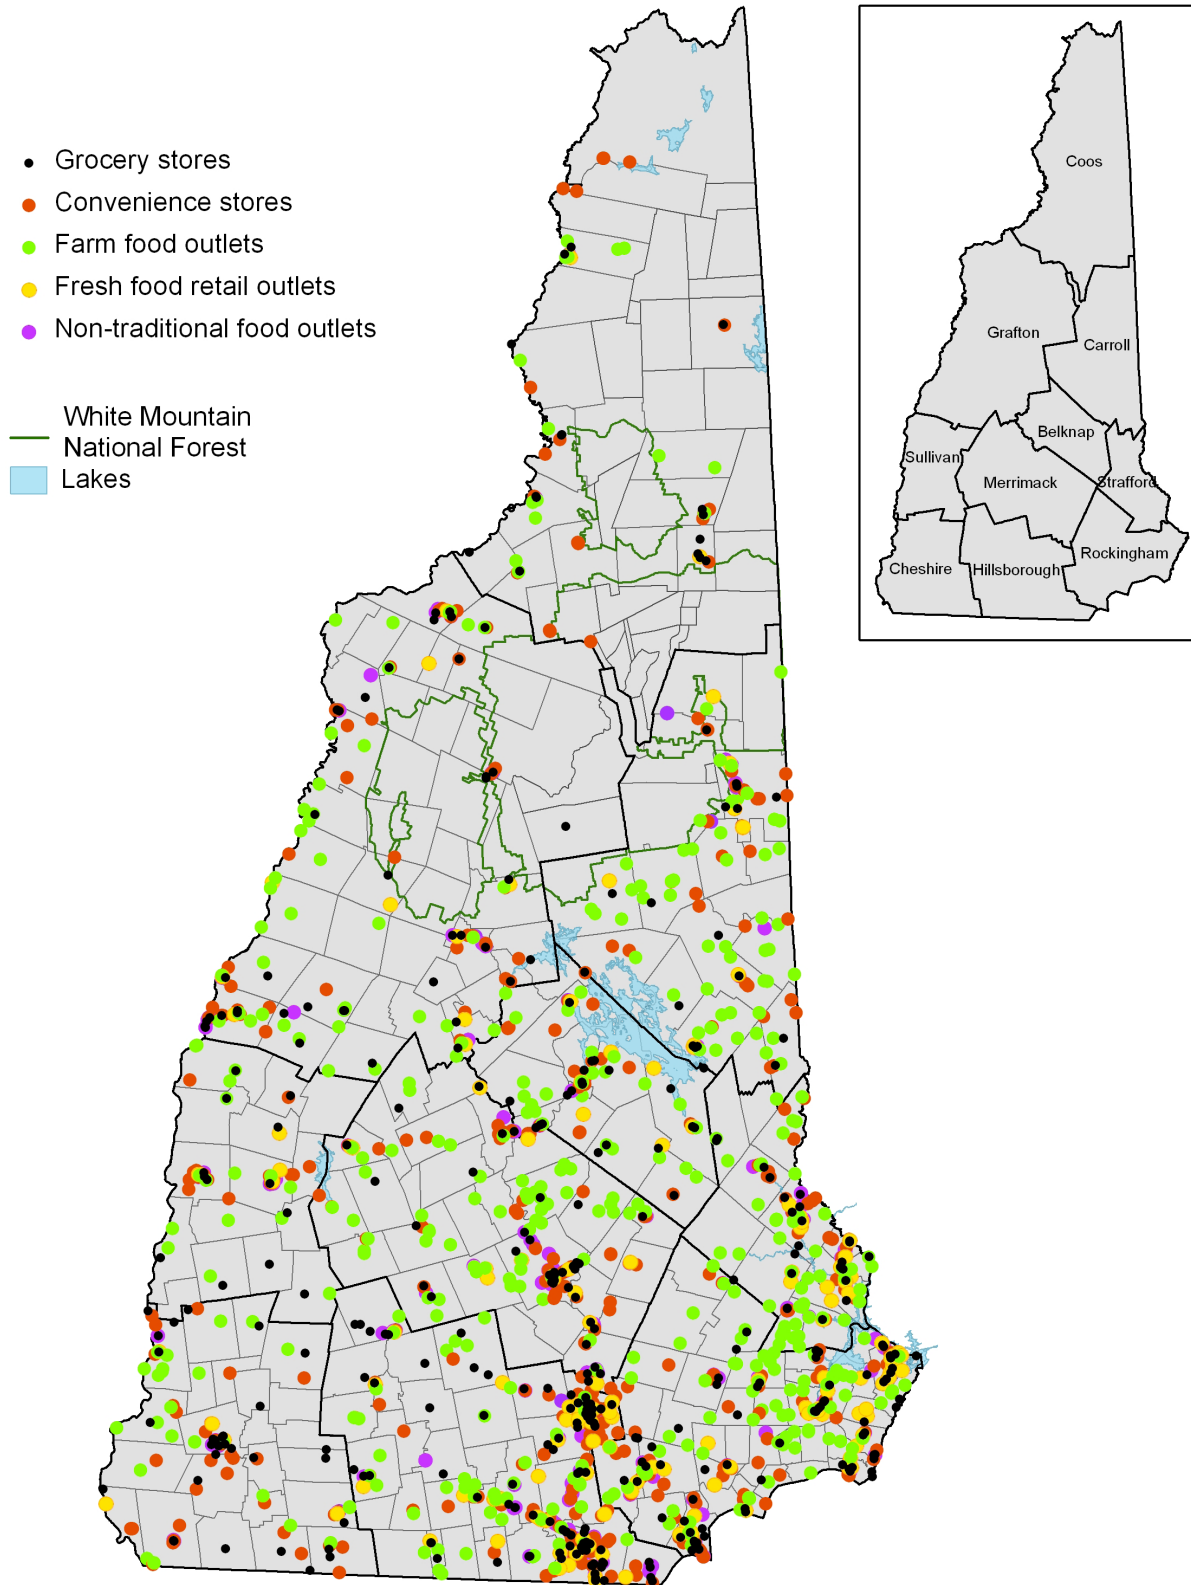 Grocery stores
Convenience stores
Farm food outlets
Fresh food retail outlets
Non-traditional food outlets
White Mountain
National Forest
Lakes
Coos
Grafton
Carroll
Belknap
Sullivan
Merrimack
Strafford
Rockingham
Cheshire
Hillsborough